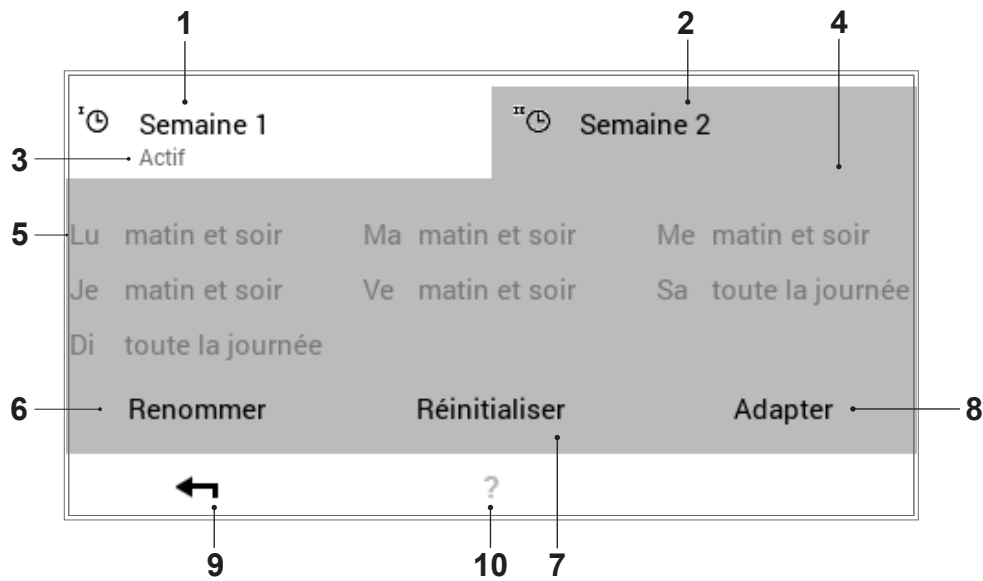 1 2 4
I Semaine 1 II Semaine 2
3 Actif
5 Lu matin et soir Ma matin et soir Me matin et soir
Je matin et soir Ve matin et soir Sa toute la journée
Di toute la journée
6 Renommer Réinitialiser Adapter 8
?
9 10 7